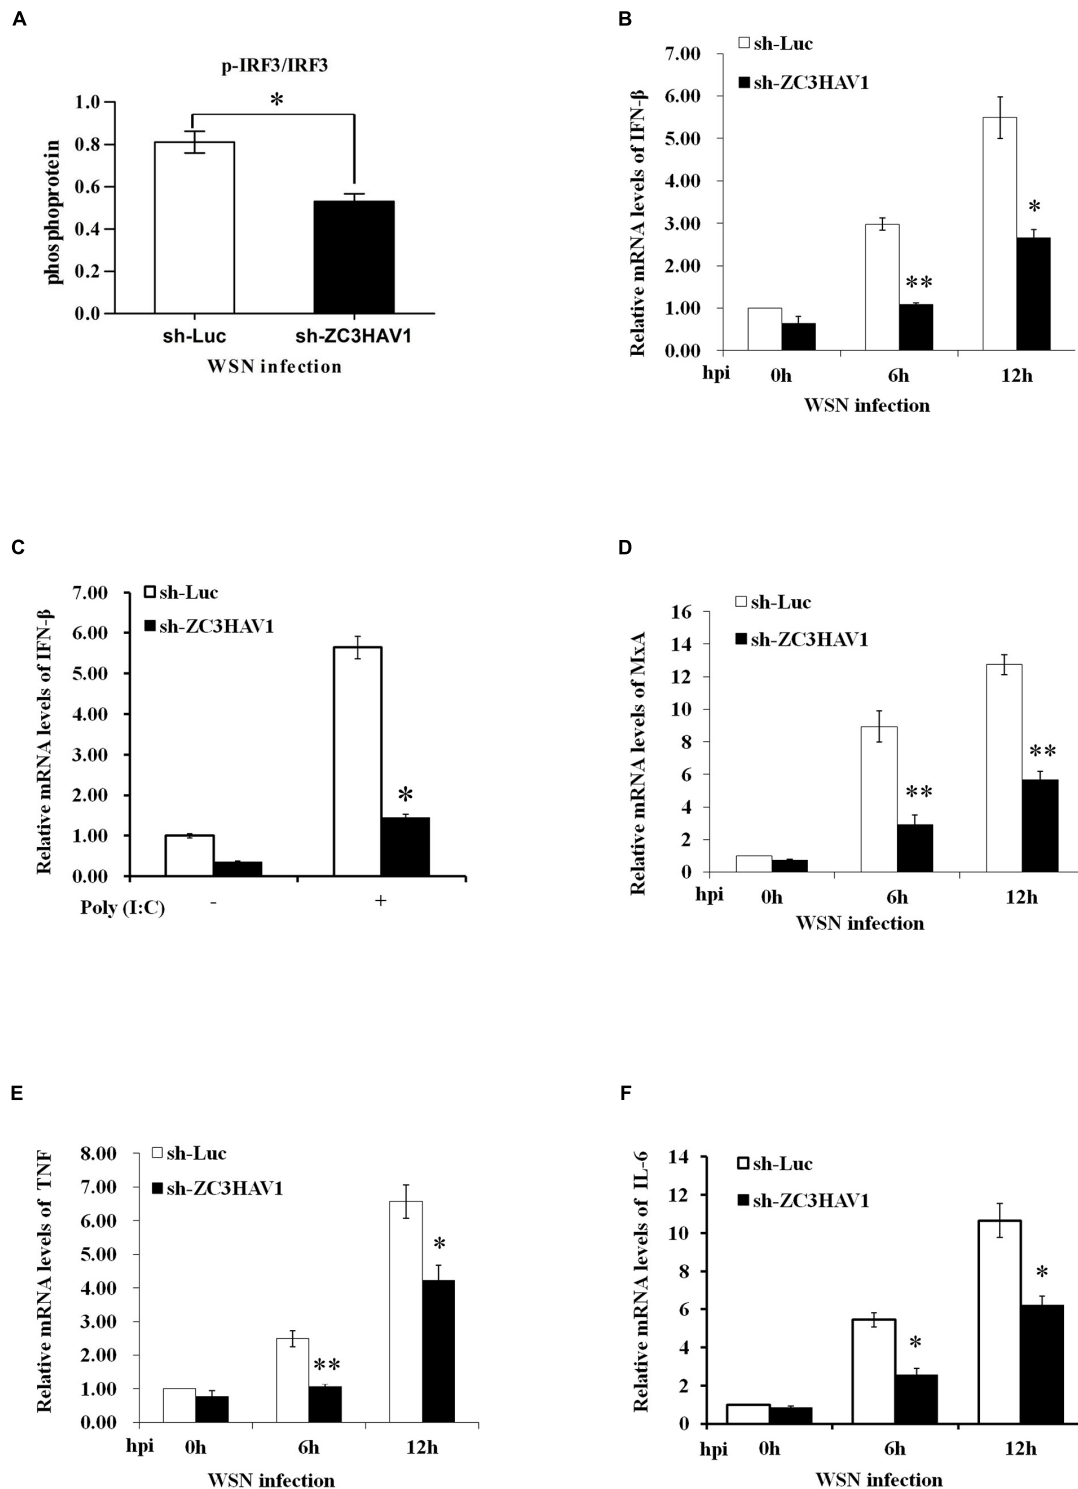 A
p-IRF3/IRF3
*
phosphoprotein
1.0
0.8
0.6
0.4
0.2
0.0
sh-Luc sh-ZC3HAV1
WSN infection
B
Relative mRNA levels of IFN-β
7.00
6.00
5.00
4.00
3.00
2.00
1.00
0.00
sh-Luc
sh-ZC3HAV1
**
*
hpi 0h 6h 12h
WSN infection
C
Relative mRNA levels of IFN-β
7.00
6.00
5.00
4.00
3.00
2.00
1.00
0.00
sh-Luc
sh-ZC3HAV1
*
Poly (I:C) - +
D
Relative mRNA levels of MxA
16
14
12
10
8
6
4
2
0
sh-Luc
sh-ZC3HAV1
**
**
hpi 0h 6h 12h
WSN infection
E
Relative mRNA levels of TNF
8.00
7.00
6.00
5.00
4.00
3.00
2.00
1.00
0.00
sh-Luc
sh-ZC3HAV1
**
*
hpi 0h 6h 12h
WSN infection
F
Relative mRNA levels of IL-6
14
12
10
8
6
4
2
0
sh-Luc
sh-ZC3HAV1
*
*
hpi 0h 6h 12h
WSN infection